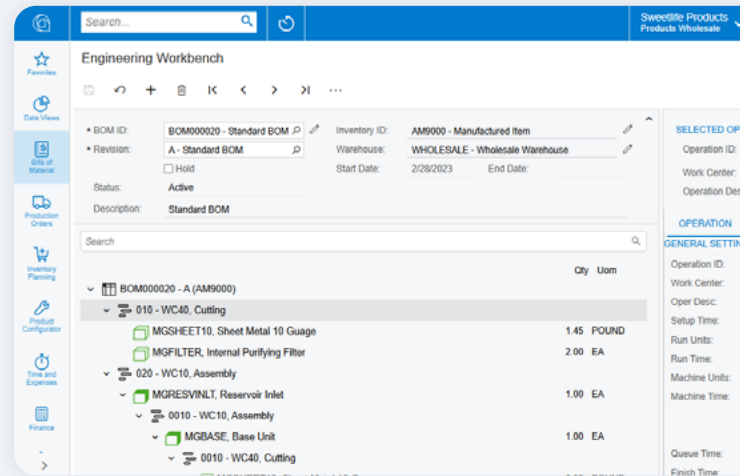 Search...
Sweetlife Products
Products Wholesale
Favorites
Data Views
Bills of
Material
Production
Orders
Inventory
Planning
Product
Configurator
Time and
Expenses
Finance
Engineering Workbench
* BOM ID: BOM000020 - Standard BOM Inventory ID: AM9000 - Manufactured Item
* Revision: A - Standard BOM Warehouse: WHOLESALE - Wholesale Warehouse
Hold Start Date: 2/28/2023 End Date:
Status: Active
Description: Standard BOM
Search
Qty Uom
BOM000020 - A (AM9000)
010 - WC40, Cutting
MGSHEET10, Sheet Metal 10 Guage 1.45 POUND
MGFILTER, Internal Purifying Filter 2.00 EA
020 - WC10, Assembly
MGRESVINLT, Reservoir Inlet 1.00 EA
0010 - WC10, Assembly
MGBASE, Base Unit 1.00 EA
0010 - WC40, Cutting
SELECTED OP
Operation ID:
Work Center:
Operation Des
OPERATION
GENERAL SETTIN
Operation ID:
Work Center:
Oper Desc:
Setup Time:
Run Units:
Run Time:
Machine Units:
Machine Time:
Queue Time:
Finish Time: